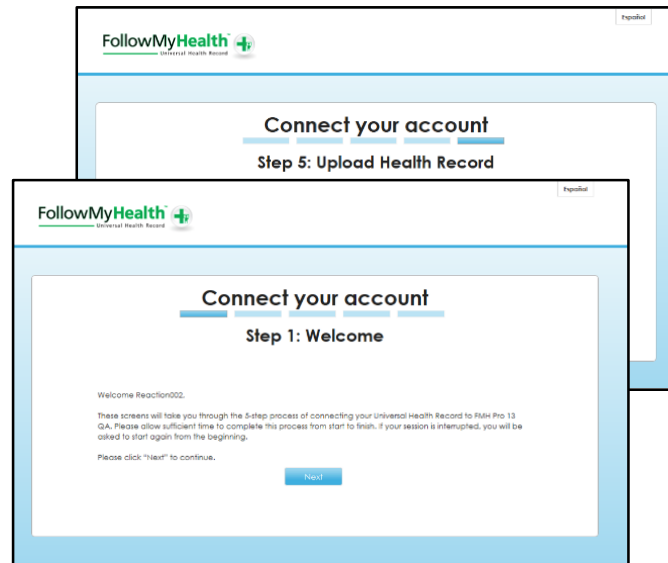 Español
FollowMyHealth™
Universal Health Record
Connect your account
Step 5: Upload Health Record
Español
FollowMyHealth™
Universal Health Record
Connect your account
Step 1: Welcome
Welcome Reaction002,
These screens will take you through the 5-step process of connecting your Universal Health Record to FMH Pro 13
QA. Please allow sufficient time to complete this process from start to finish. If your session is interrupted, you will be
asked to start again from the beginning.
Please click "Next" to continue.
Next